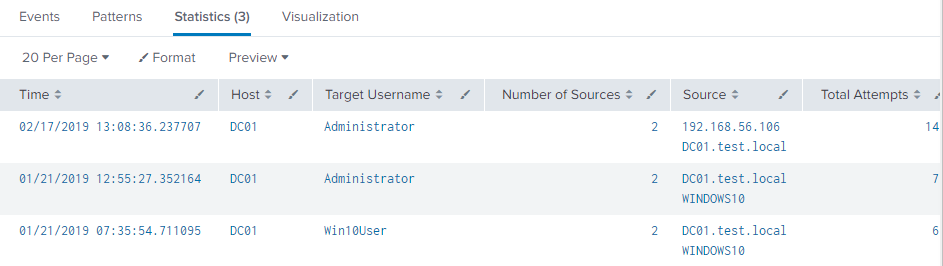 Events Patterns Statistics (3) Visualization
20 Per Page Format Preview
Time Host Target Username Number of Sources Source Total Attempts
02/17/2019 13:08:36.237707 DC01 Administrator 2 192.168.56.106 14
DC01.test.local
01/21/2019 12:55:27.352164 DC01 Administrator 2 DC01.test.local 7
WINDOWS10
01/21/2019 07:35:54.711095 DC01 Win10User 2 DC01.test.local 6
WINDOWS10